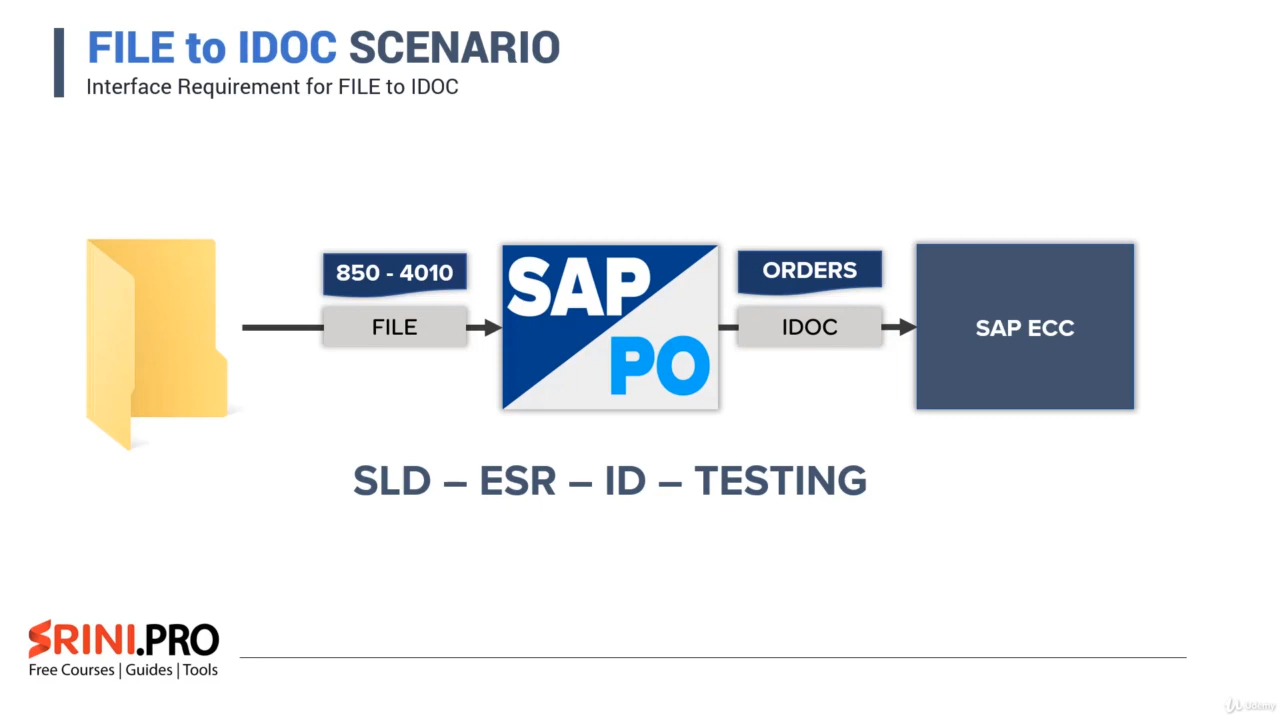 FILE to IDOC SCENARIO
Interface Requirement for FILE to IDOC
850 - 4010
FILE
SAP
PO
ORDERS
IDOC
SAP ECC
SLD – ESR – ID – TESTING
SRINI.PRO
Free Courses | Guides | Tools
Udemy